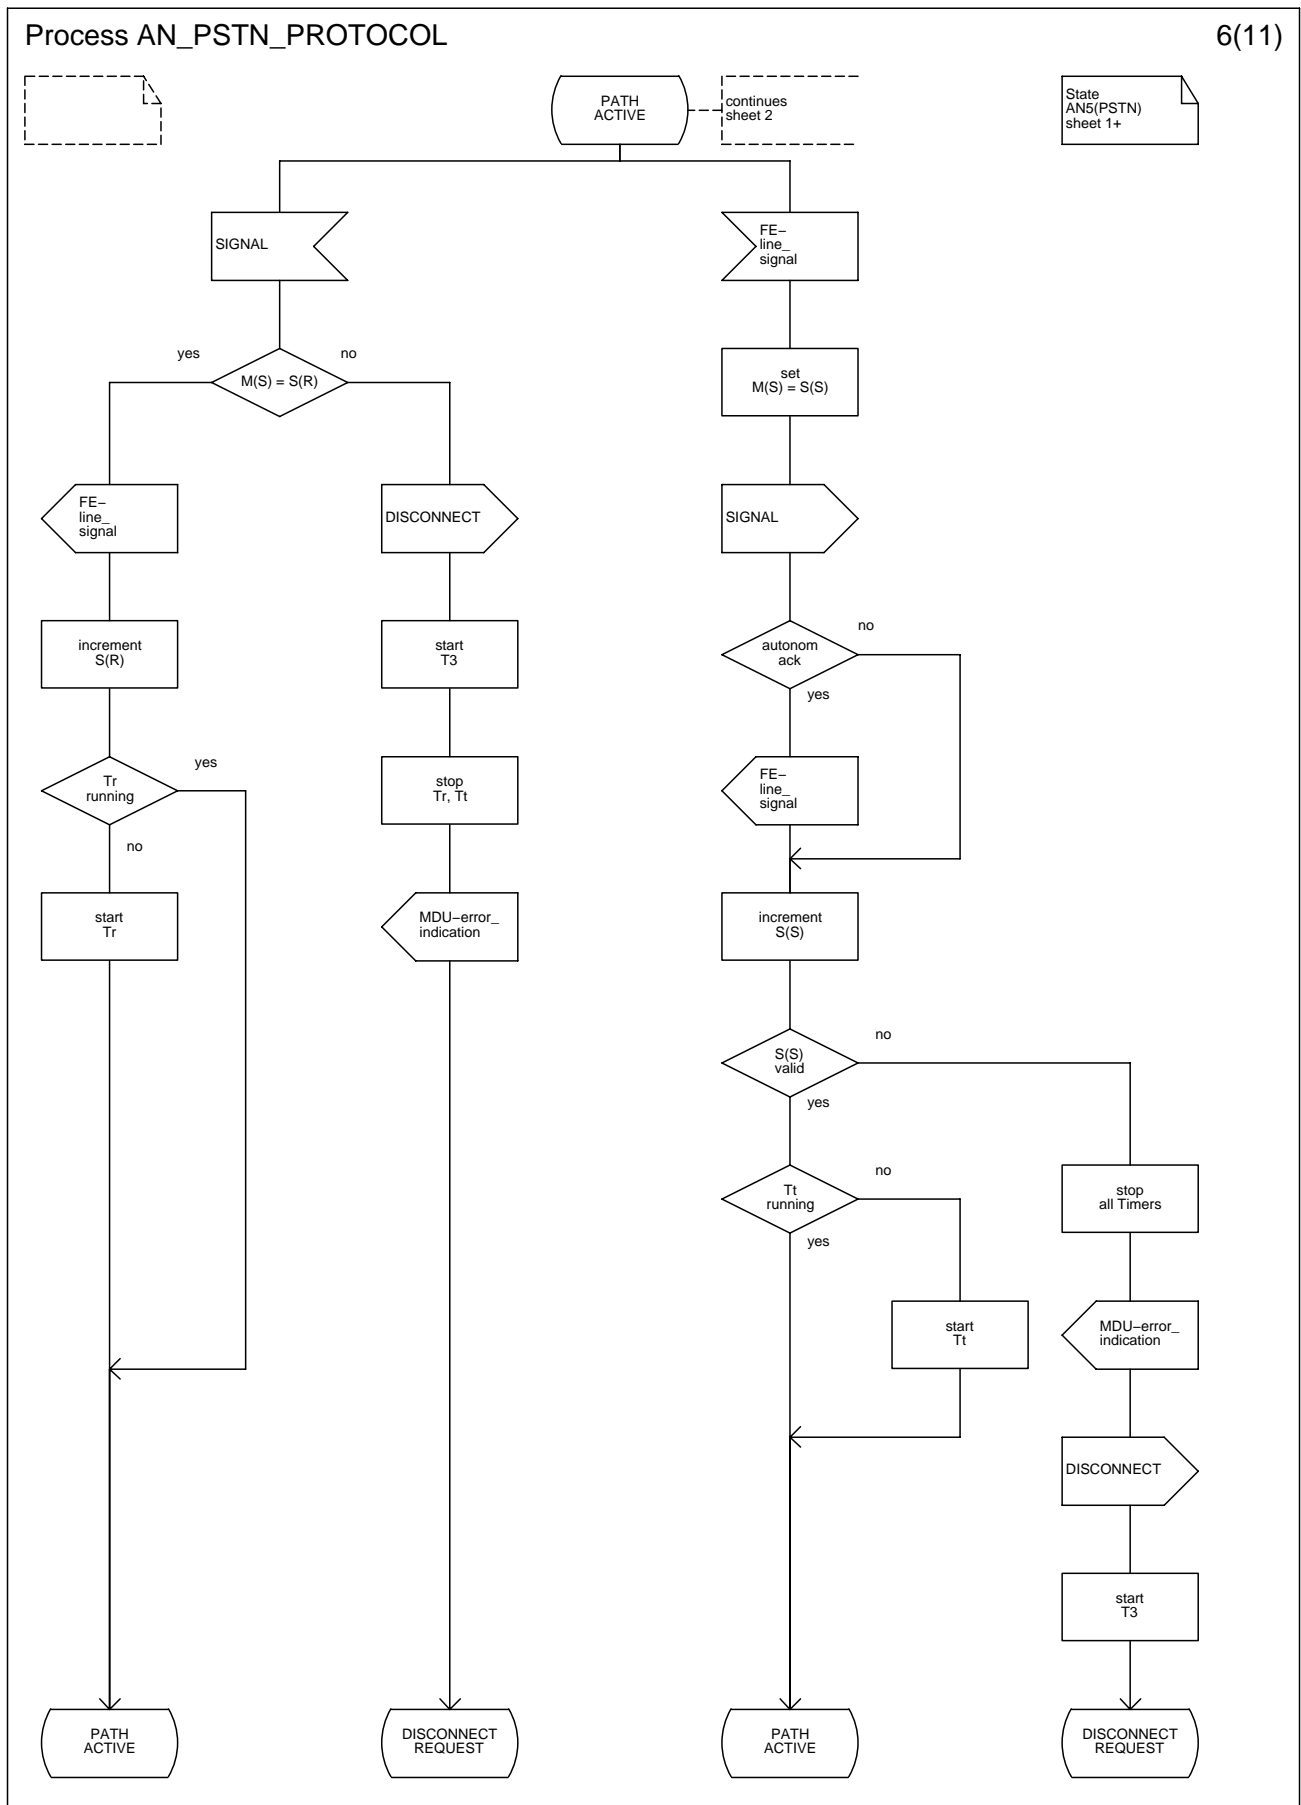 Process AN_PSTN_PROTOCOL
6(11)
PATH
ACTIVE
continues
sheet 2
State
AN5(PSTN)
sheet 1+
SIGNAL
FE–
line_
signal
yes
no
M(S) = S(R)
set
M(S) = S(S)
FE–
line_
signal
DISCONNECT
SIGNAL
increment
S(R)
start
T3
autonom
ack
no
yes
Tr
running
yes
no
stop
Tr, Tt
FE–
line_
signal
start
Tr
MDU–error_
indication
increment
S(S)
S(S)
valid
no
yes
Tt
running
no
yes
stop
all Timers
start
Tt
MDU–error_
indication
DISCONNECT
start
T3
PATH
ACTIVE
DISCONNECT
REQUEST
PATH
ACTIVE
DISCONNECT
REQUEST